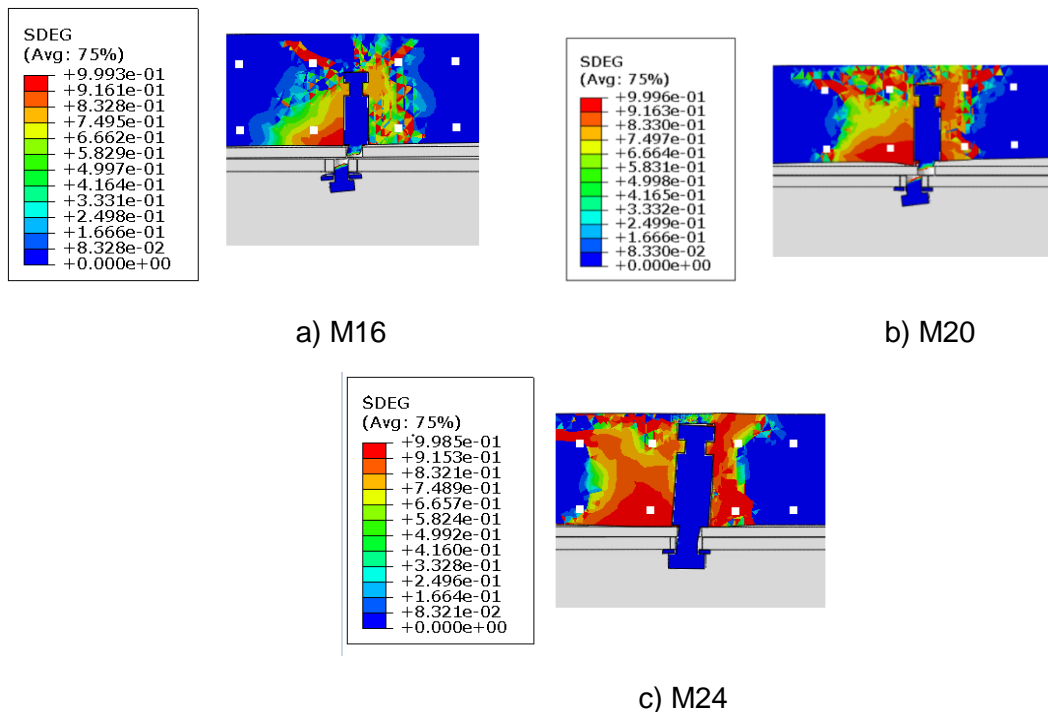 SDEG
(Avg: 75%)
+9.993e-01
+9.161e-01
+8.328e-01
+7.495e-01
+6.662e-01
+5.829e-01
+4.997e-01
+4.164e-01
+3.331e-01
+2.498e-01
+1.666e-01
+8.328e-02
+0.000e+00
a) M16
SDEG
(Avg: 75%)
+9.996e-01
+9.163e-01
+8.330e-01
+7.497e-01
+6.664e-01
+5.831e-01
+4.998e-01
+4.165e-01
+3.332e-01
+2.499e-01
+1.666e-01
+8.330e-02
+0.000e+00
b) M20
SDEG
(Avg: 75%)
+9.985e-01
+9.153e-01
+8.321e-01
+7.489e-01
+6.657e-01
+5.824e-01
+4.992e-01
+4.160e-01
+3.328e-01
+2.496e-01
+1.664e-01
+8.321e-02
+0.000e+00
c) M24